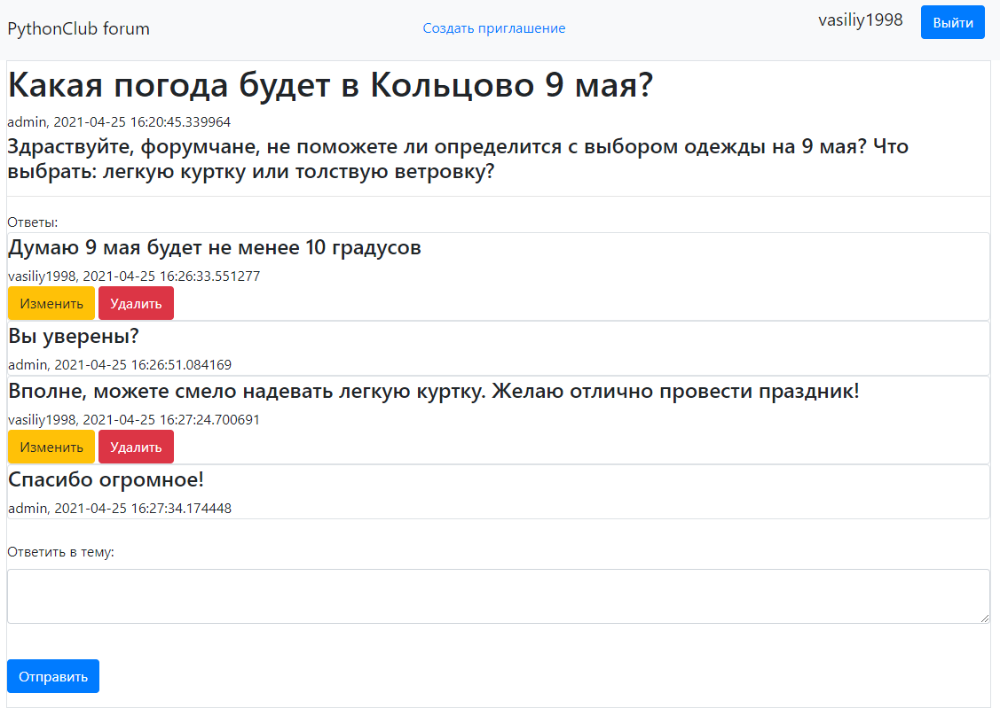 PythonClub forum
Создать приглашение
vasiliy1998
Выйти
Какая погода будет в Кольцово 9 мая?
admin, 2021-04-25 16:20:45.339964
Здраствуйте, форумчане, не поможете ли определится с выбором одежды на 9 мая? Что
выбрать: легкую куртку или толствую ветровку?
Ответы:
Думаю 9 мая будет не менее 10 градусов
vasiliy1998, 2021-04-25 16:26:33.551277
Изменить Удалить
Вы уверены?
admin, 2021-04-25 16:26:51.084169
Вполне, можете смело надевать легкую куртку. Желаю отлично провести праздник!
vasiliy1998, 2021-04-25 16:27:24.700691
Изменить Удалить
Спасибо огромное!
admin, 2021-04-25 16:27:34.174448
Ответить в тему:
Отправить